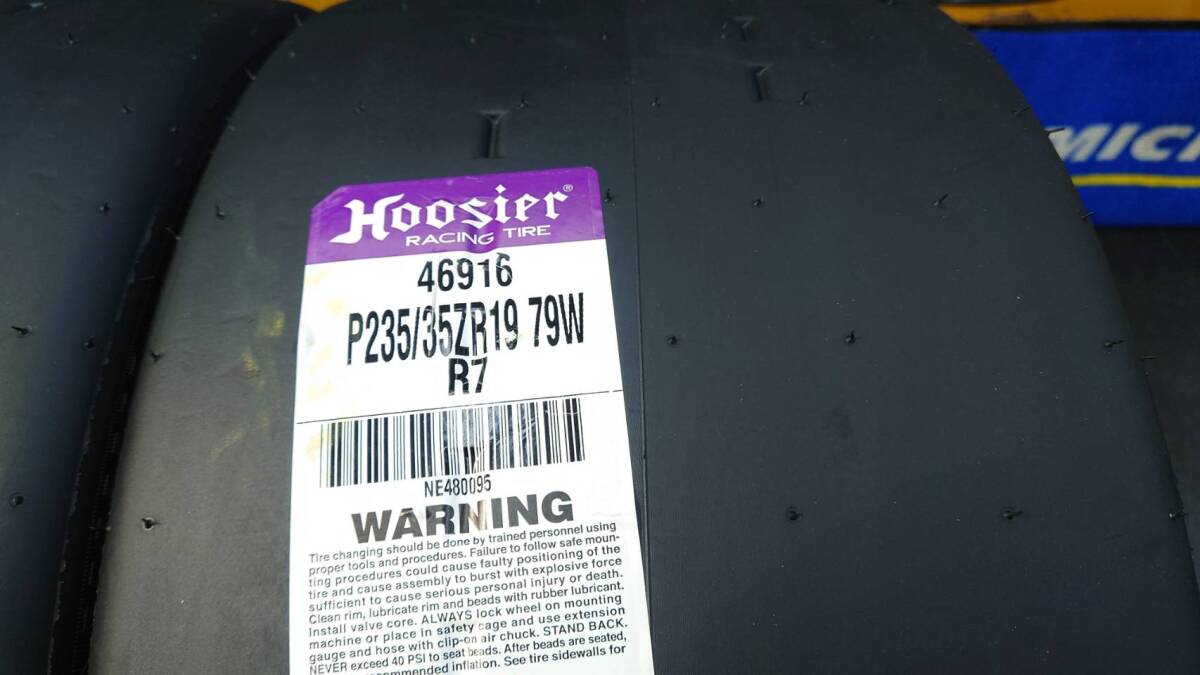 Hoosier®
RACING TIRE
46916
P235/35ZR19 79W
R7
NE480095
WARNING
Tire changing should be done by trained personnel using
proper tools and procedures. Failure to follow safe moun-
ting procedures could cause faulty positioning of the
tire and cause assembly to burst with explosive force
sufficient to cause serious personal injury or death.
Clean rim, lubricate rim and beads with rubber lubricant.
Install valve core. ALWAYS lock wheel on mounting
machine or place in safety cage and use extension
gauge and hose with clip-on air chuck. STAND BACK.
NEVER exceed 40 PSI to seat beads. After beads are seated,
inflation. See tire sidewalls for
MIC